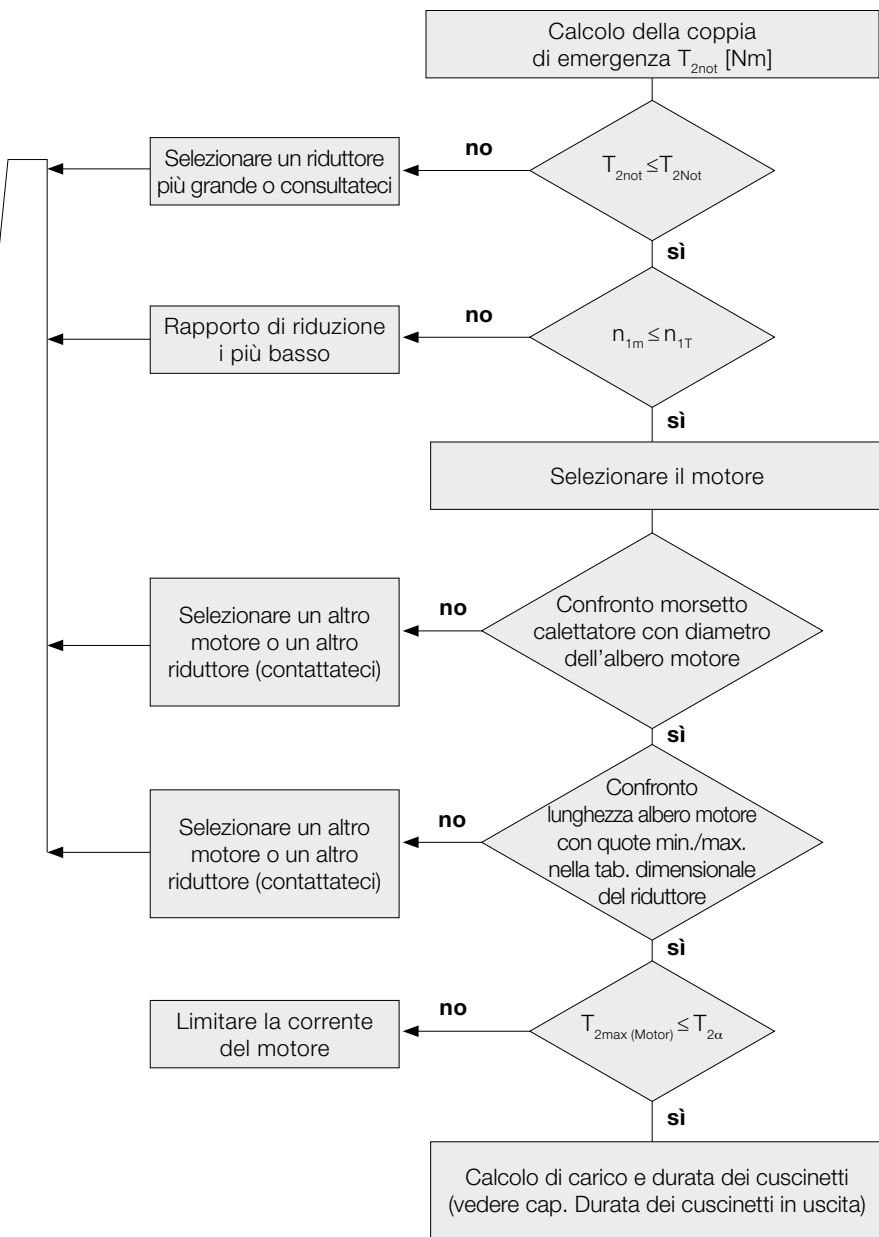 Calcolo della coppia
di emergenza T2not [Nm]
no
Selezionare un riduttore
più grande o consultateci
T2not ≤ T2Not
sì
no
Rapporto di riduzione
i più basso
n1m ≤ n1T
sì
Selezionare il motore
no
Selezionare un altro
motore o un altro
riduttore (contattateci)
Confronto morsetto
calettatore con diametro
dell'albero motore
sì
no
Selezionare un altro
motore o un altro
riduttore (contattateci)
Confronto
lunghezza albero motore
con quote min./max.
nella tab. dimensionale
del riduttore
sì
no
Limitare la corrente
del motore
T2max (Motor) ≤ T2α
sì
Calcolo di carico e durata dei cuscinetti
(vedere cap. Durata dei cuscinetti in uscita)